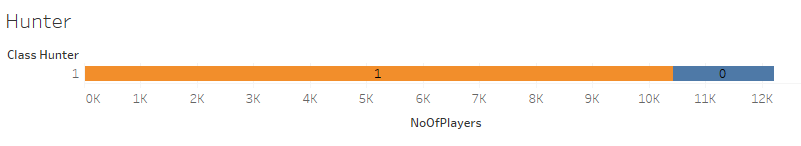 Hunter
Class Hunter
1 1 0
0K 1K 2K 3K 4K 5K 6K 7K 8K 9K 10K 11K 12K
NoOfPlayers